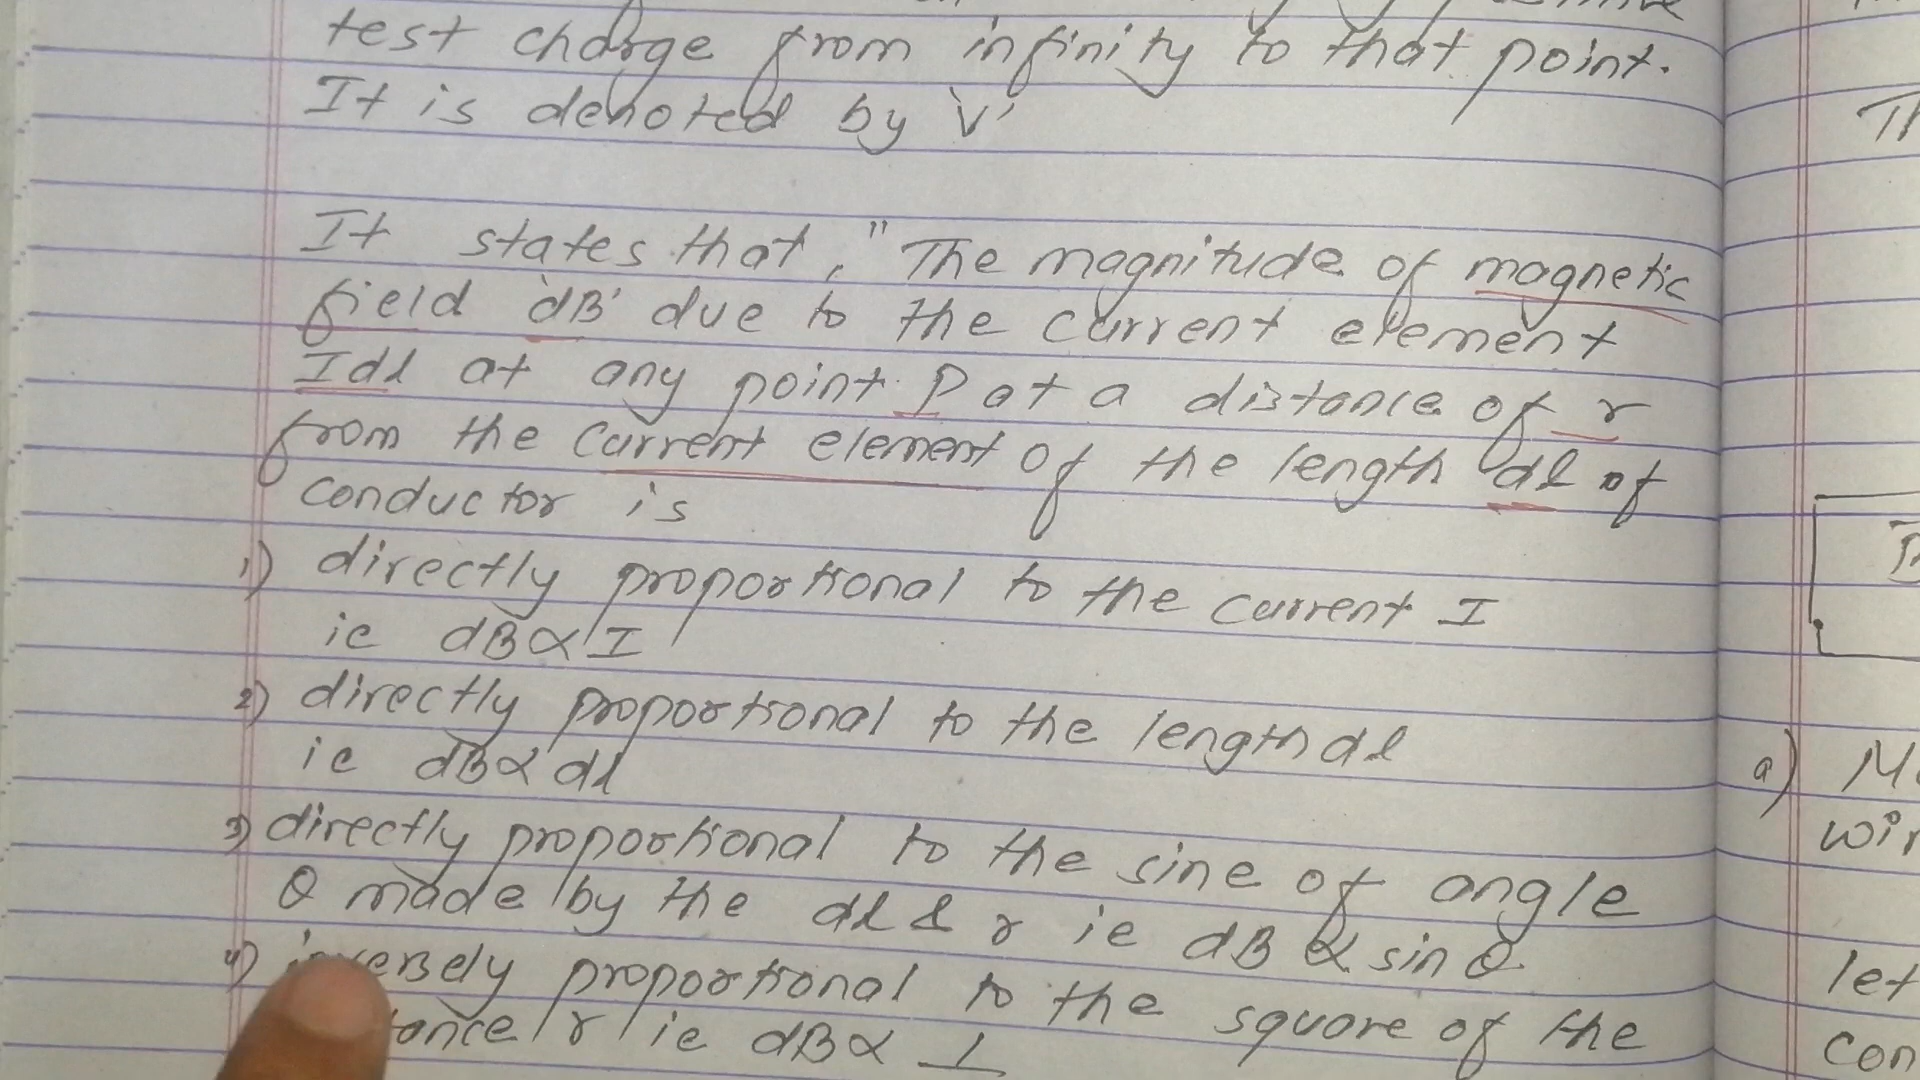 test charge from infinity to that point.
It is denoted by 'V'
It states that, "The magnitude of magnetic
field 'dB' due to the current element
Idl at any point P at a distance of r
from the current element of the length dl of
conductor is
1) directly proportional to the current I
ie dB∝I
2) directly proportional to the length dl
ie dB∝dl
3) directly proportional to the sine of angle
θ made by the dl & r ie dB ∝ sin θ
4) inversely proportional to the square of the
tance r ie dB∝ 1
a)
let